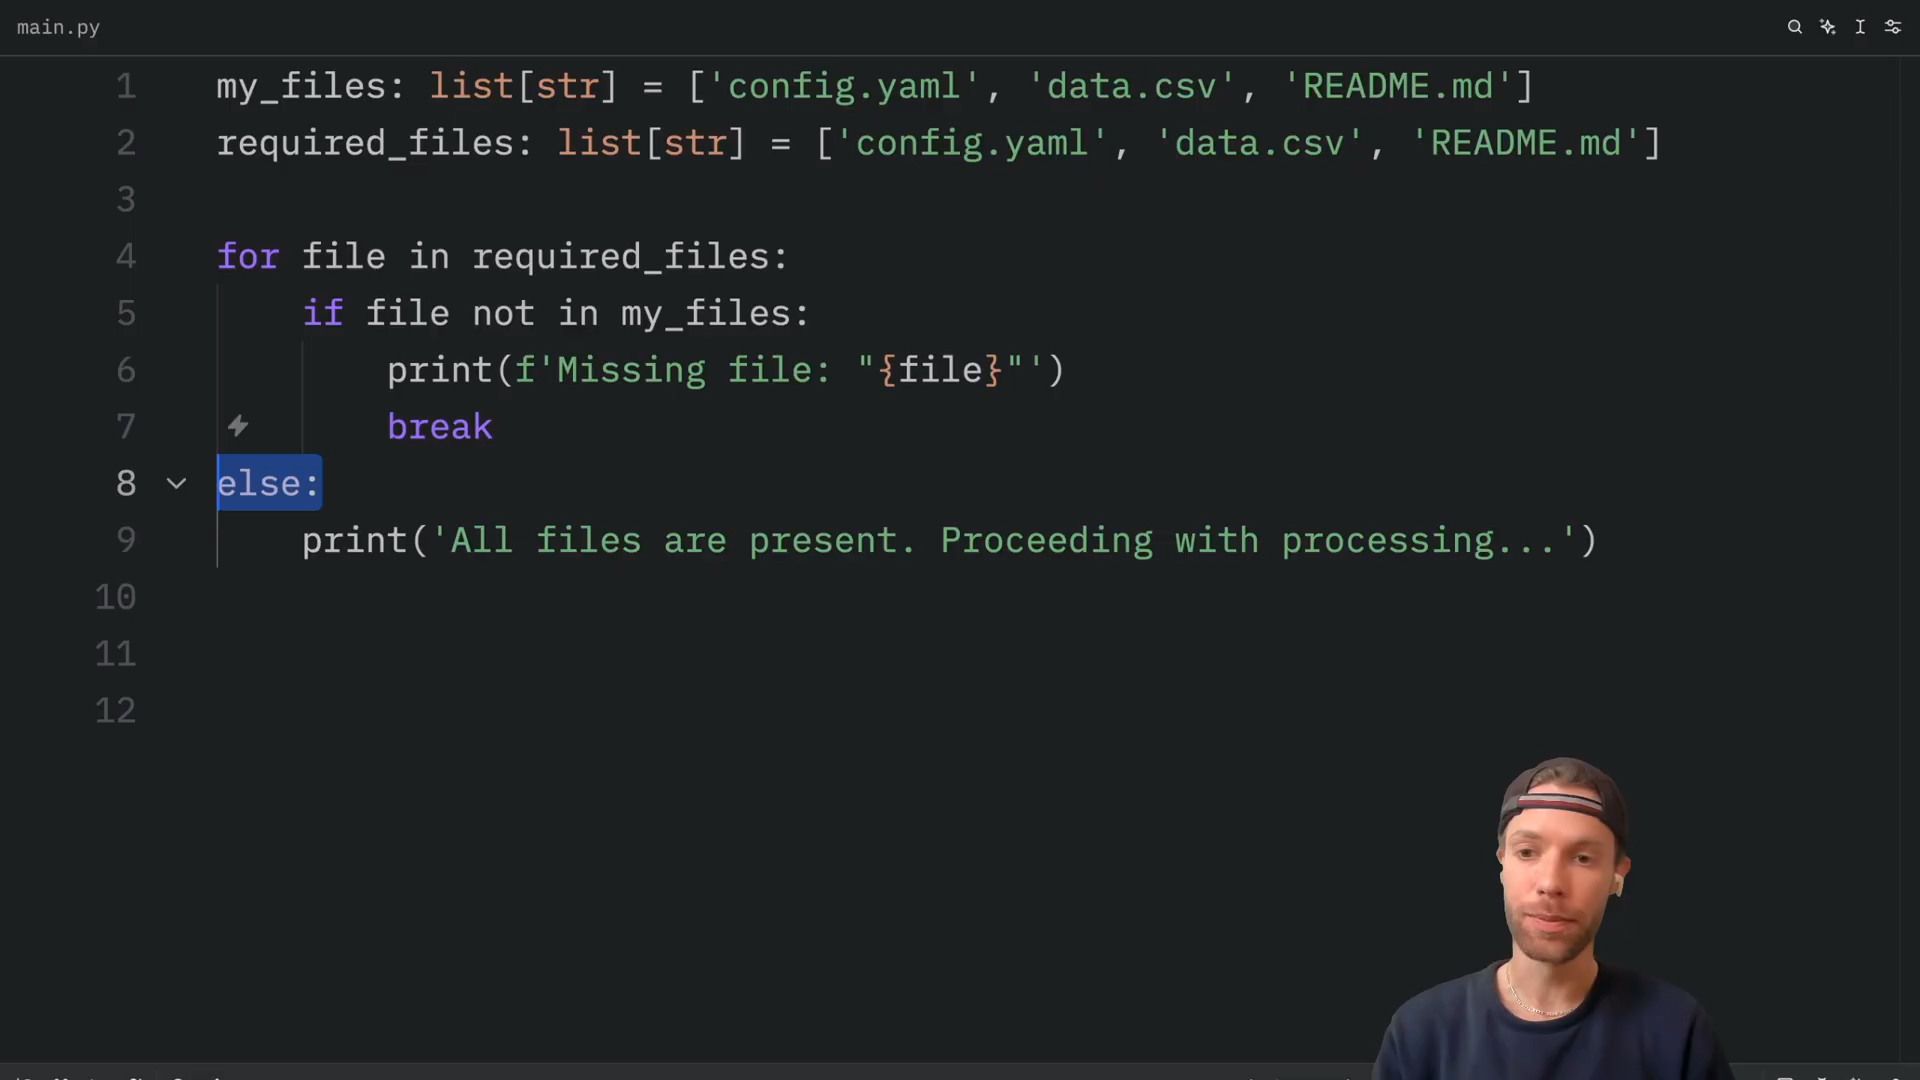 main.py
1 my_files: list[str] = ['config.yaml', 'data.csv', 'README.md']
2 required_files: list[str] = ['config.yaml', 'data.csv', 'README.md']
3
4 for file in required_files:
5     if file not in my_files:
6         print(f'Missing file: "{file}"')
7         break
8 else:
9     print('All files are present. Proceeding with processing...')
10
11
12